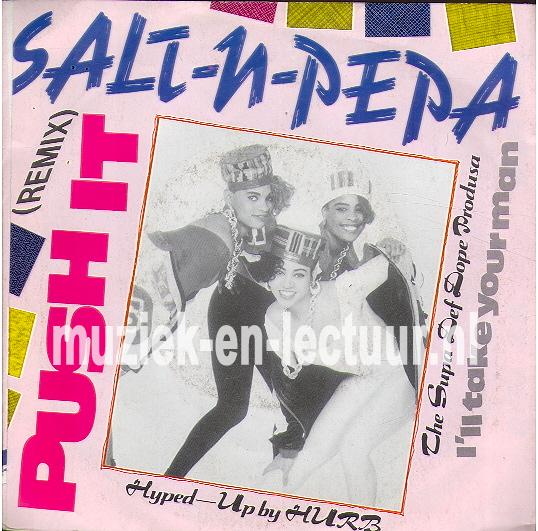 SALT-N-PEPA
(REMIX)
PUSH IT
The Supa Def Dope Produsa
I'll take your man
Hyped—Up by HURB
muziek-en-lectuur.nl